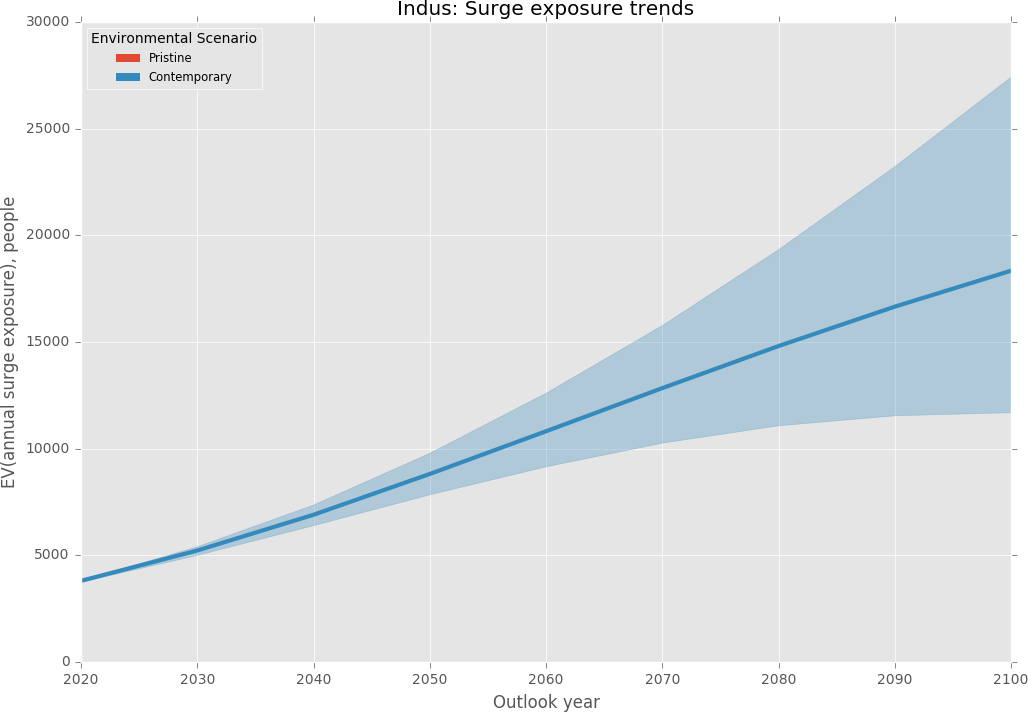 Indus: Surge exposure trends
30000
25000
20000
15000
10000
5000
0
EV(annual surge exposure), people
Environmental Scenario
Pristine
Contemporary
2020 2030 2040 2050 2060 2070 2080 2090 2100
Outlook year